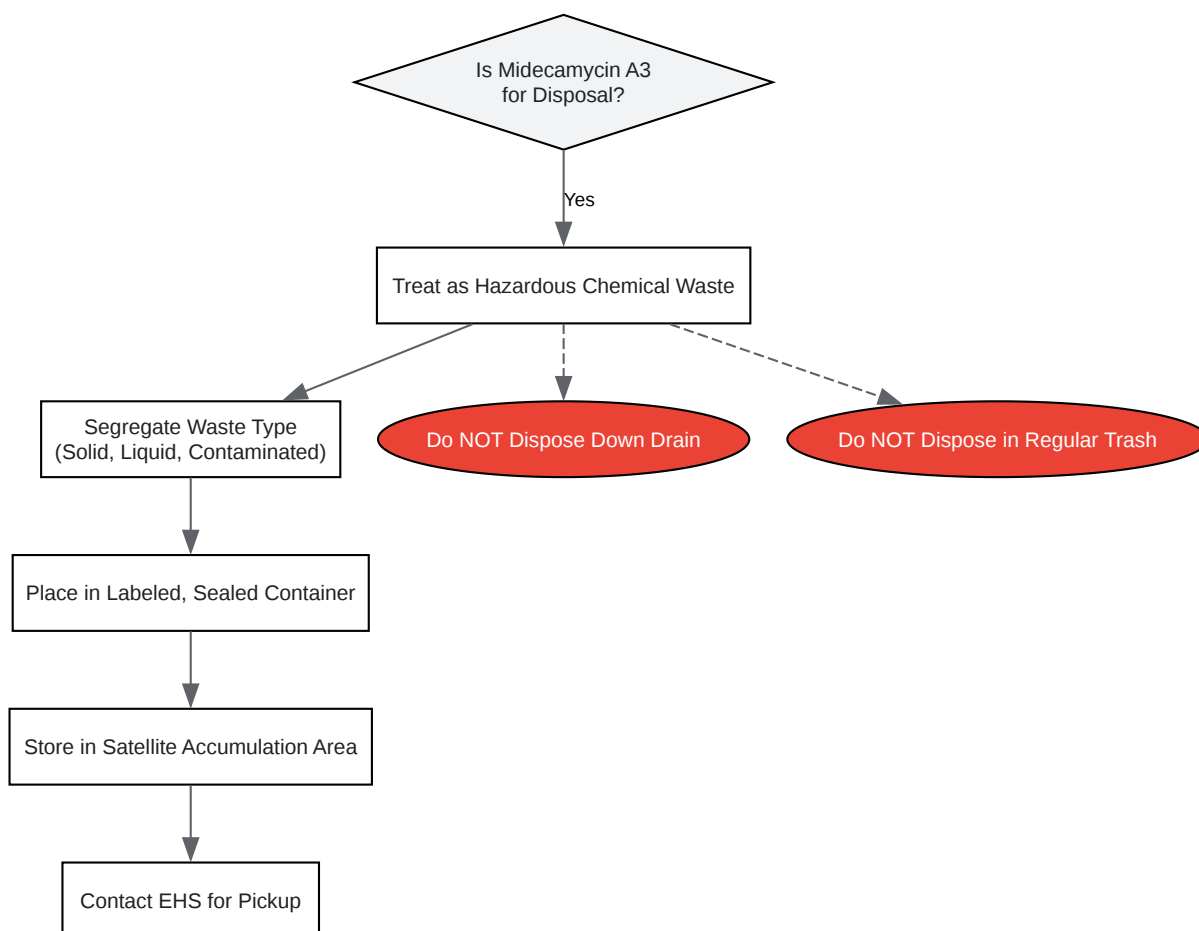 Is Midecamycin A3
for Disposal?
Yes
Treat as Hazardous Chemical Waste
Segregate Waste Type
(Solid, Liquid, Contaminated)
Do NOT Dispose Down Drain
Do NOT Dispose in Regular Trash
Place in Labeled, Sealed Container
Store in Satellite Accumulation Area
Contact EHS for Pickup